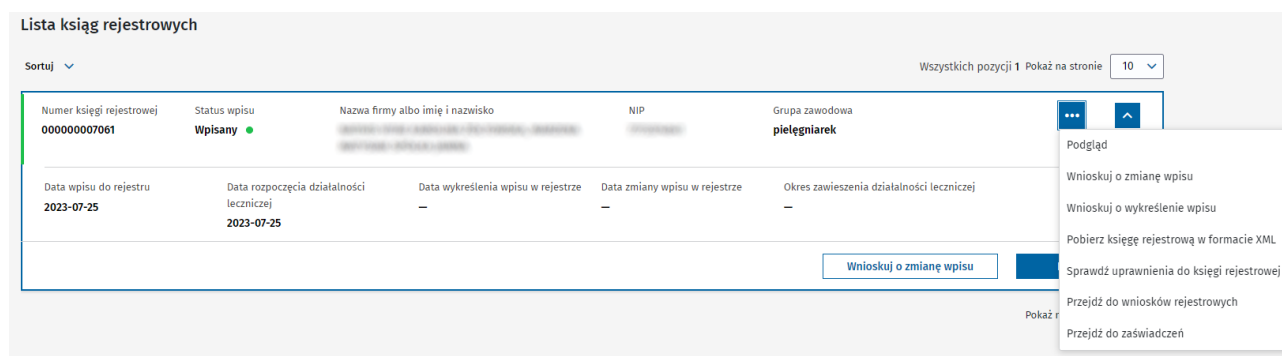 Lista ksiąg rejestrowych
Sortuj
Wszystkich pozycji 1 Pokaż na stronie 10
Numer księgi rejestrowej Status wpisu Nazwa firmy albo imię i nazwisko NIP Grupa zawodowa
000000007061 Wpisany pielęgniarek
Podgląd
Wnioskuj o zmianę wpisu
Wnioskuj o wykreślenie wpisu
Pobierz księgę rejestrową w formacie XML
Sprawdź uprawnienia do księgi rejestrowej
Przejdź do wniosków rejestrowych
Przejdź do zaświadczeń
Data wpisu do rejestru Data rozpoczęcia działalności Data wykreślenia wpisu w rejestrze Data zmiany wpisu w rejestrze Okres zawieszenia działalności leczniczej
leczniczej
2023-07-25 — — —
2023-07-25
Wnioskuj o zmianę wpisu
Pokaż